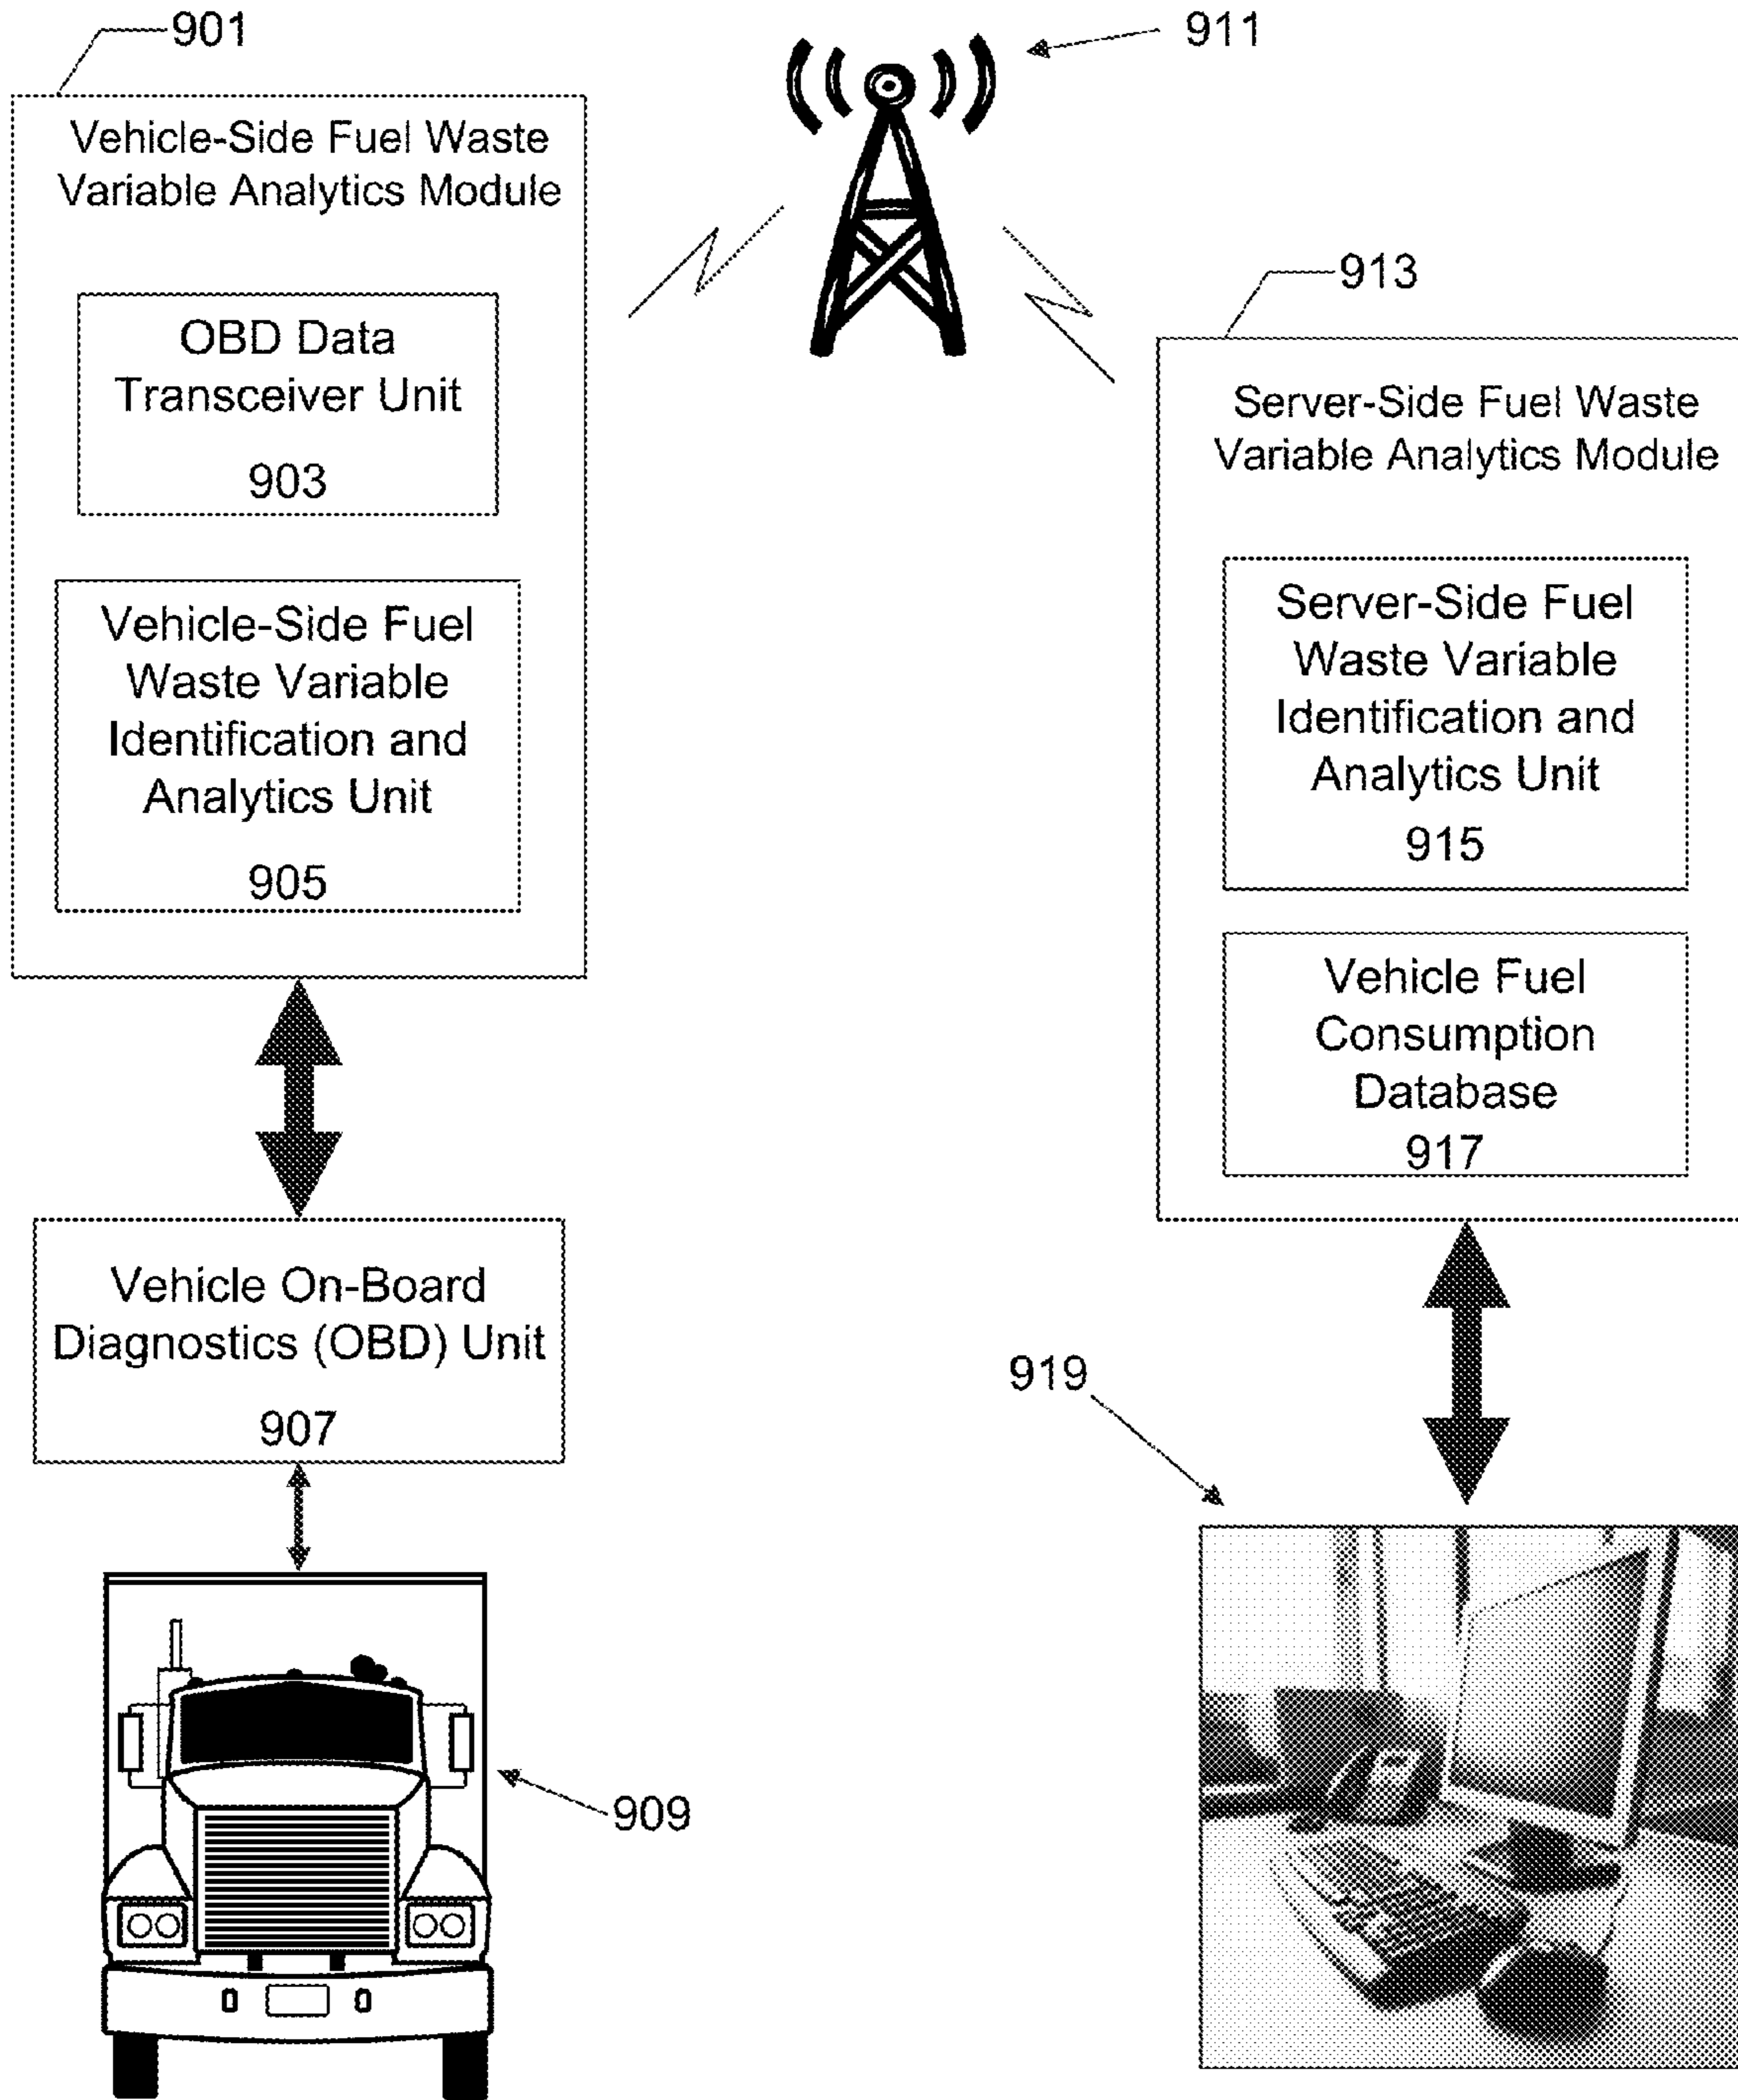 901
Vehicle-Side Fuel Waste
Variable Analytics Module
OBD Data
Transceiver Unit
903
Vehicle-Side Fuel
Waste Variable
Identification and
Analytics Unit
905
Vehicle On-Board
Diagnostics (OBD) Unit
907
909
911
913
Server-Side Fuel Waste
Variable Analytics Module
Server-Side Fuel
Waste Variable
Identification and
Analytics Unit
915
Vehicle Fuel
Consumption
Database
917
919